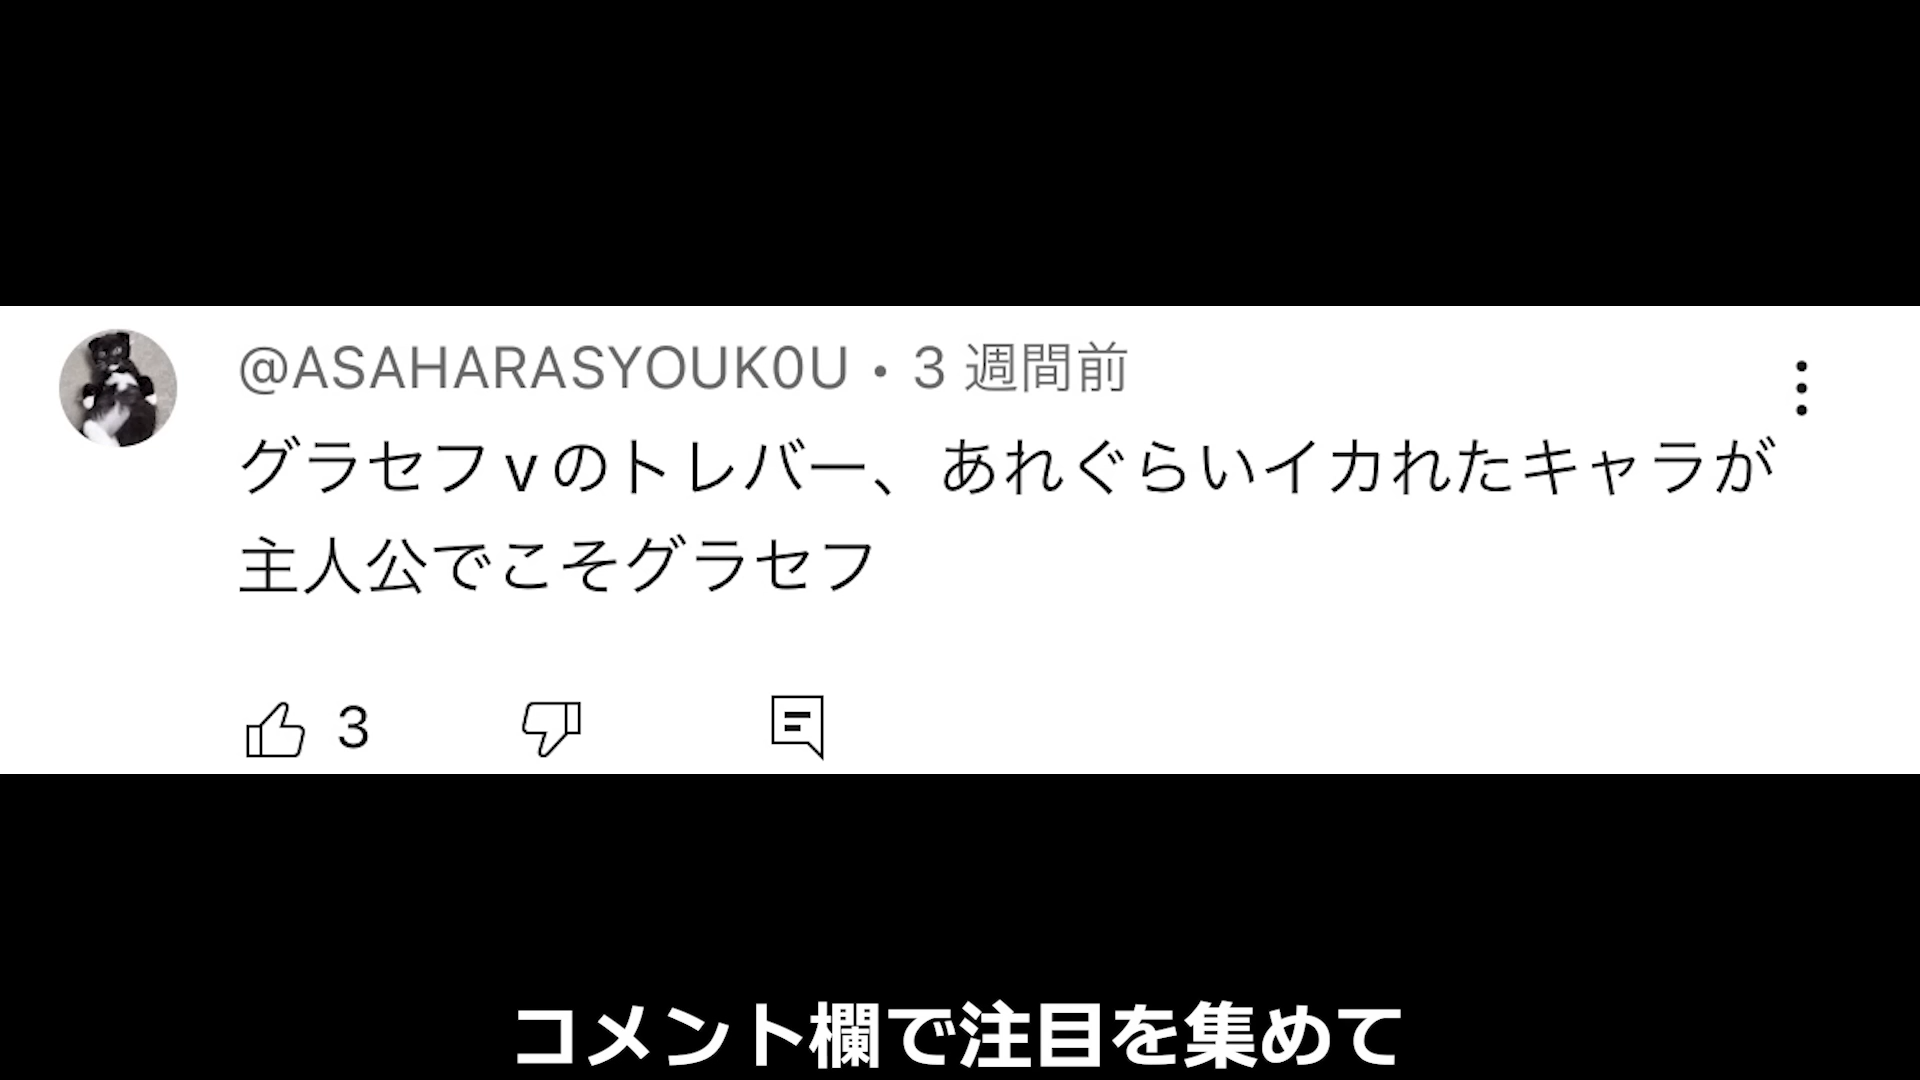 @ASAHARASYOUK0U・3 週間前
グラセフｖのトレバー、あれぐらいイカれたキャラが
主人公でこそグラセフ
3
コメント欄で注目を集めて